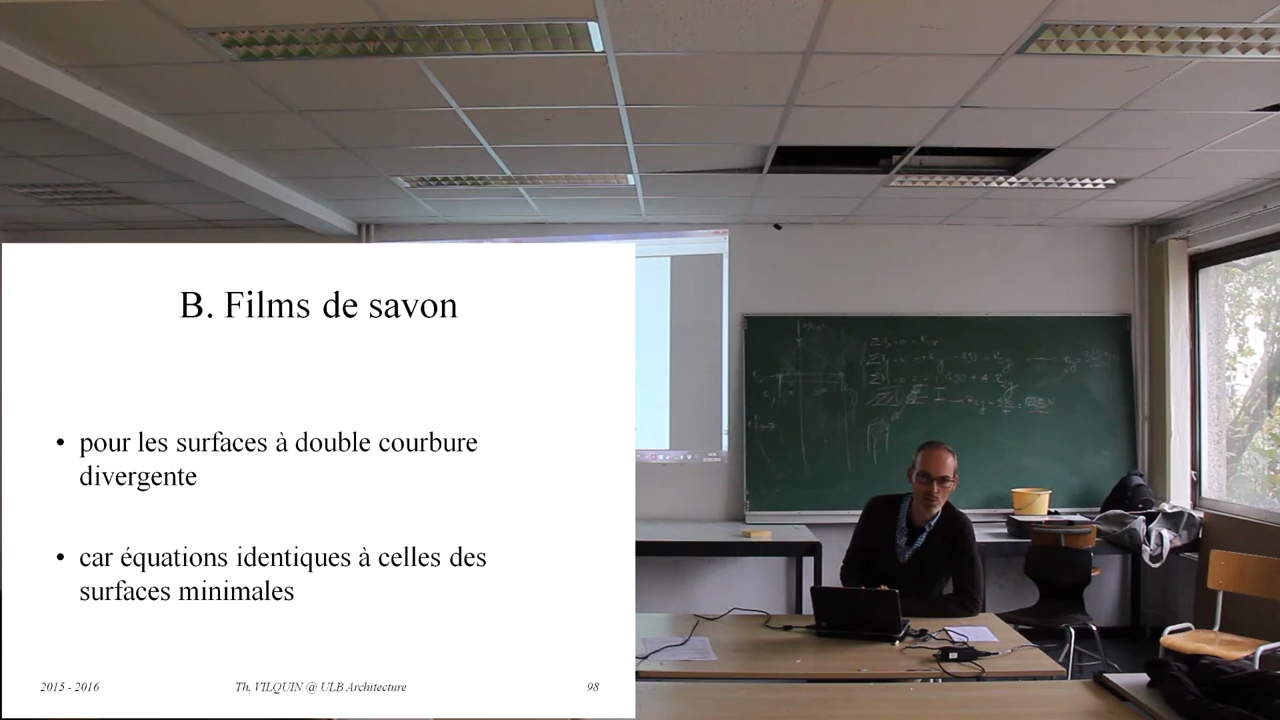 B. Films de savon
• pour les surfaces à double courbure
divergente
• car équations identiques à celles des
surfaces minimales
2015 - 2016
Th. VILQUIN @ ULB Architecture
98